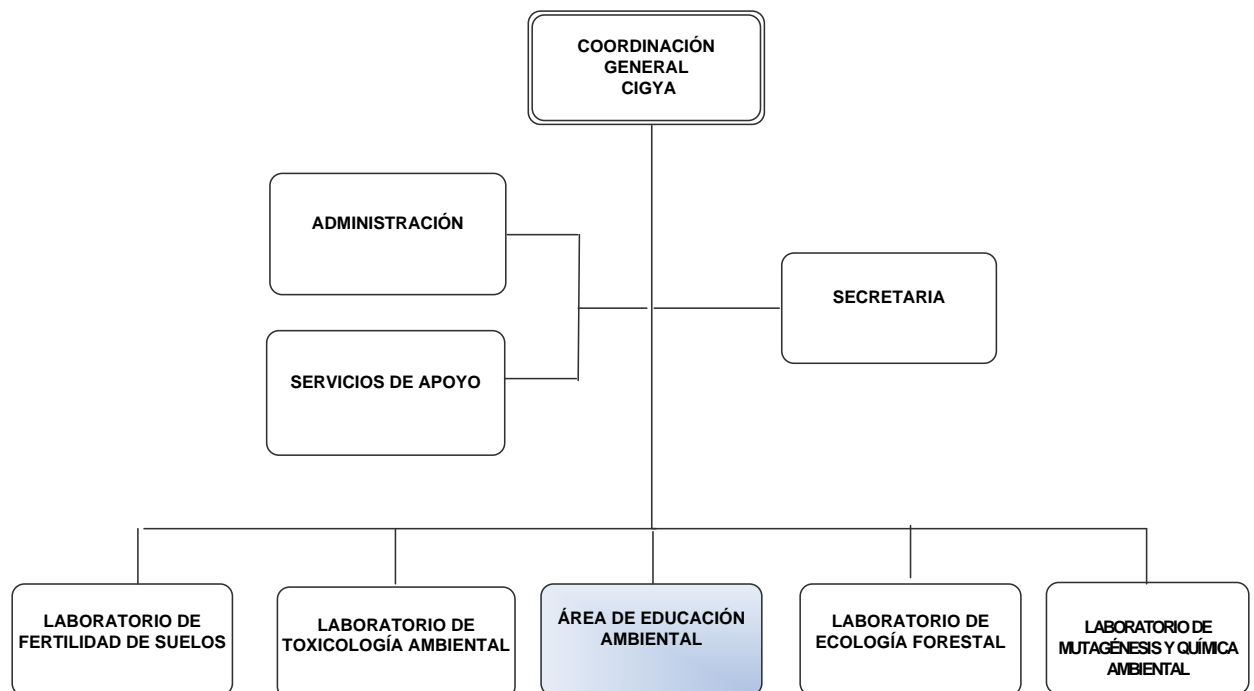 COORDINACIÓN
GENERAL
CIGYA
ADMINISTRACIÓN
SECRETARIA
SERVICIOS DE APOYO
LABORATORIO DE
FERTILIDAD DE SUELOS
LABORATORIO DE
TOXICOLOGÍA AMBIENTAL
ÁREA DE EDUCACIÓN
AMBIENTAL
LABORATORIO DE
ECOLOGÍA FORESTAL
LABORATORIO DE
MUTAGÉNESIS Y QUÍMICA
AMBIENTAL